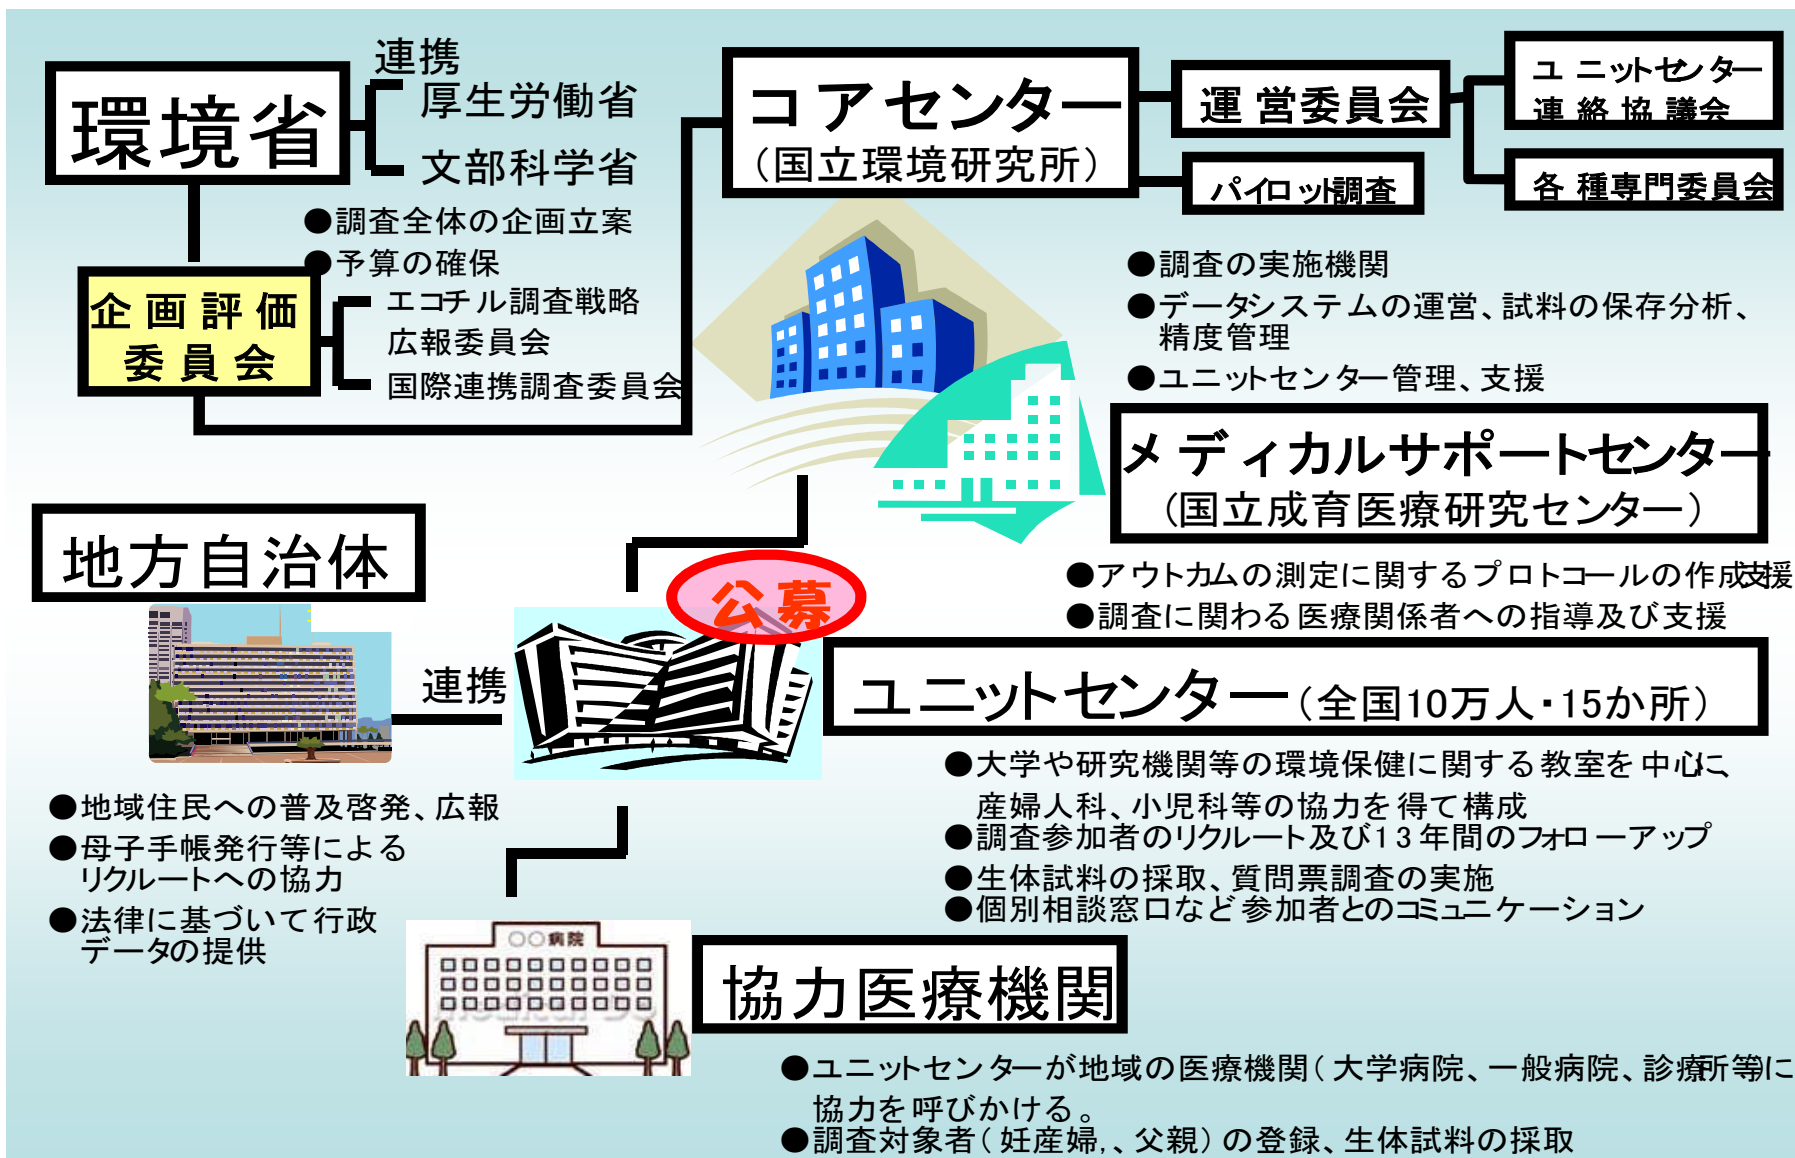 環境省
連携
厚生労働省
文部科学省
●調査全体の企画立案
●予算の確保
企画評価
委員会
エコチル調査戦略
広報委員会
国際連携調査委員会
コアセンター
(国立環境研究所)
運営委員会
パイロット調査
ユニットセンター
連絡協議会
各種専門委員会
●調査の実施機関
●データシステムの運営、試料の保存分析、
精度管理
●ユニットセンター管理、支援
メディカルサポートセンター
(国立成育医療研究センター)
●アウトカムの測定に関するプロトコールの作成支援
●調査に関わる医療関係者への指導及び支援
地方自治体
連携
●地域住民への普及啓発、広報
●母子手帳発行等による
リクルートへの協力
●法律に基づいて行政
データの提供
公募
ユニットセンター(全国10万人・15か所)
●大学や研究機関等の環境保健に関する教室を中心に、
産婦人科、小児科等の協力を得て構成
●調査参加者のリクルート及び13年間のフォローアップ
●生体試料の採取、質問票調査の実施
●個別相談窓口など参加者とのコミュニケーション
〇〇病院
協力医療機関
●ユニットセンターが地域の医療機関(大学病院、一般病院、診療所等)に
協力を呼びかける。
●調査対象者(妊産婦,、父親)の登録、生体試料の採取